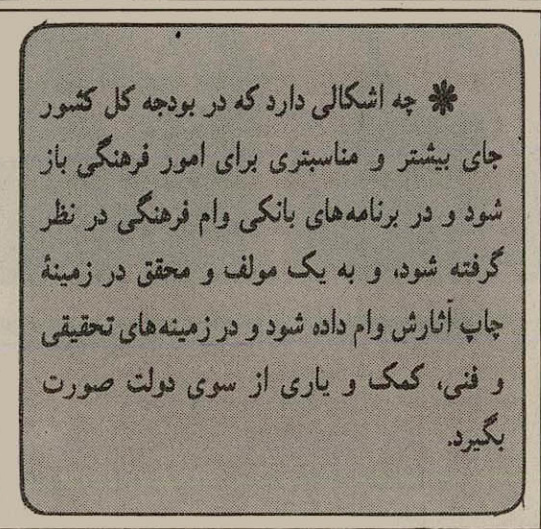 ❋ چه اشکالی دارد که در بودجه کل کشور
جای بیشتر و مناسبتری برای امور فرهنگی باز
شود و در برنامه‌های بانکی وام فرهنگی در نظر
گرفته شود، و به یک مولف و محقق در زمینهٔ
چاپ آثارش وام داده شود و در زمینه‌های تحقیقی
و فنی، کمک و یاری از سوی دولت صورت
بگیرد.